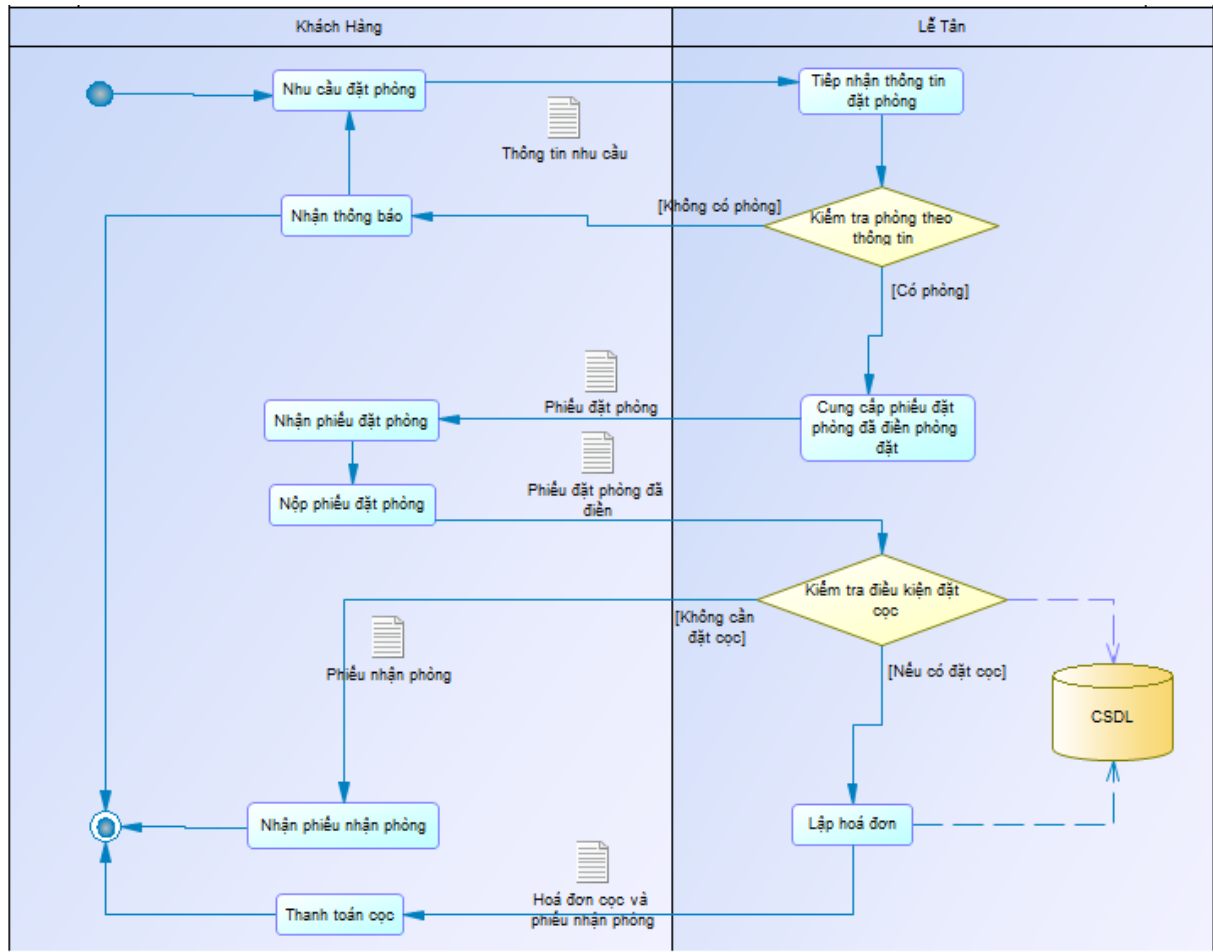 Khách Hàng
Lễ Tân
Nhu cầu đặt phòng
Tiếp nhận thông tin
đặt phòng
Thông tin nhu cầu
Nhận thông báo
[Không có phòng]
Kiểm tra phòng theo
thông tin
[Có phòng]
Phiếu đặt phòng
Nhận phiếu đặt phòng
Cung cấp phiếu đặt
phòng đã điền phòng
đặt
Nộp phiếu đặt phòng
Phiếu đặt phòng đã
điền
Kiểm tra điều kiện đặt
cọc
[Không cần
đặt cọc]
Phiếu nhận phòng
[Nếu có đặt cọc]
CSDL
Nhận phiếu nhận phòng
Lập hoá đơn
Hoá đơn cọc và
phiếu nhận phòng
Thanh toán cọc